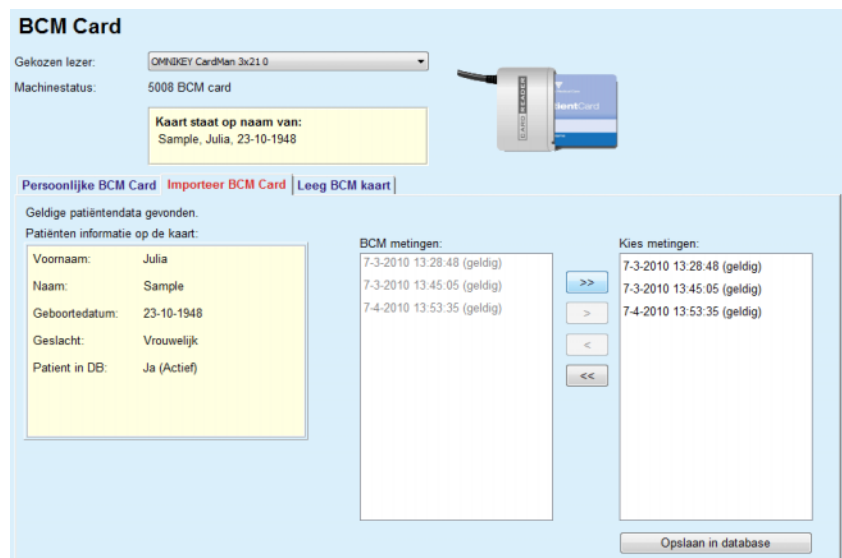 BCM Card
Gekozen lezer:
OMNIKEY CardMan 3x21 0
Machinestatus:
5008 BCM card
Kaart staat op naam van:
Sample, Julia, 23-10-1948
CARD READER
ientCard
Persoonlijke BCM Card
Importeer BCM Card
Leeg BCM kaart
Geldige patiëntendata gevonden.
Patiënten informatie op de kaart:
Voornaam: Julia
Naam: Sample
Geboortedatum: 23-10-1948
Geslacht: Vrouwelijk
Patient in DB: Ja (Actief)
BCM metingen:
7-3-2010 13:28:48 (geldig)
7-3-2010 13:45:05 (geldig)
7-4-2010 13:53:35 (geldig)
>>
>
<
<<
Kies metingen:
7-3-2010 13:28:48 (geldig)
7-3-2010 13:45:05 (geldig)
7-4-2010 13:53:35 (geldig)
Opslaan in database